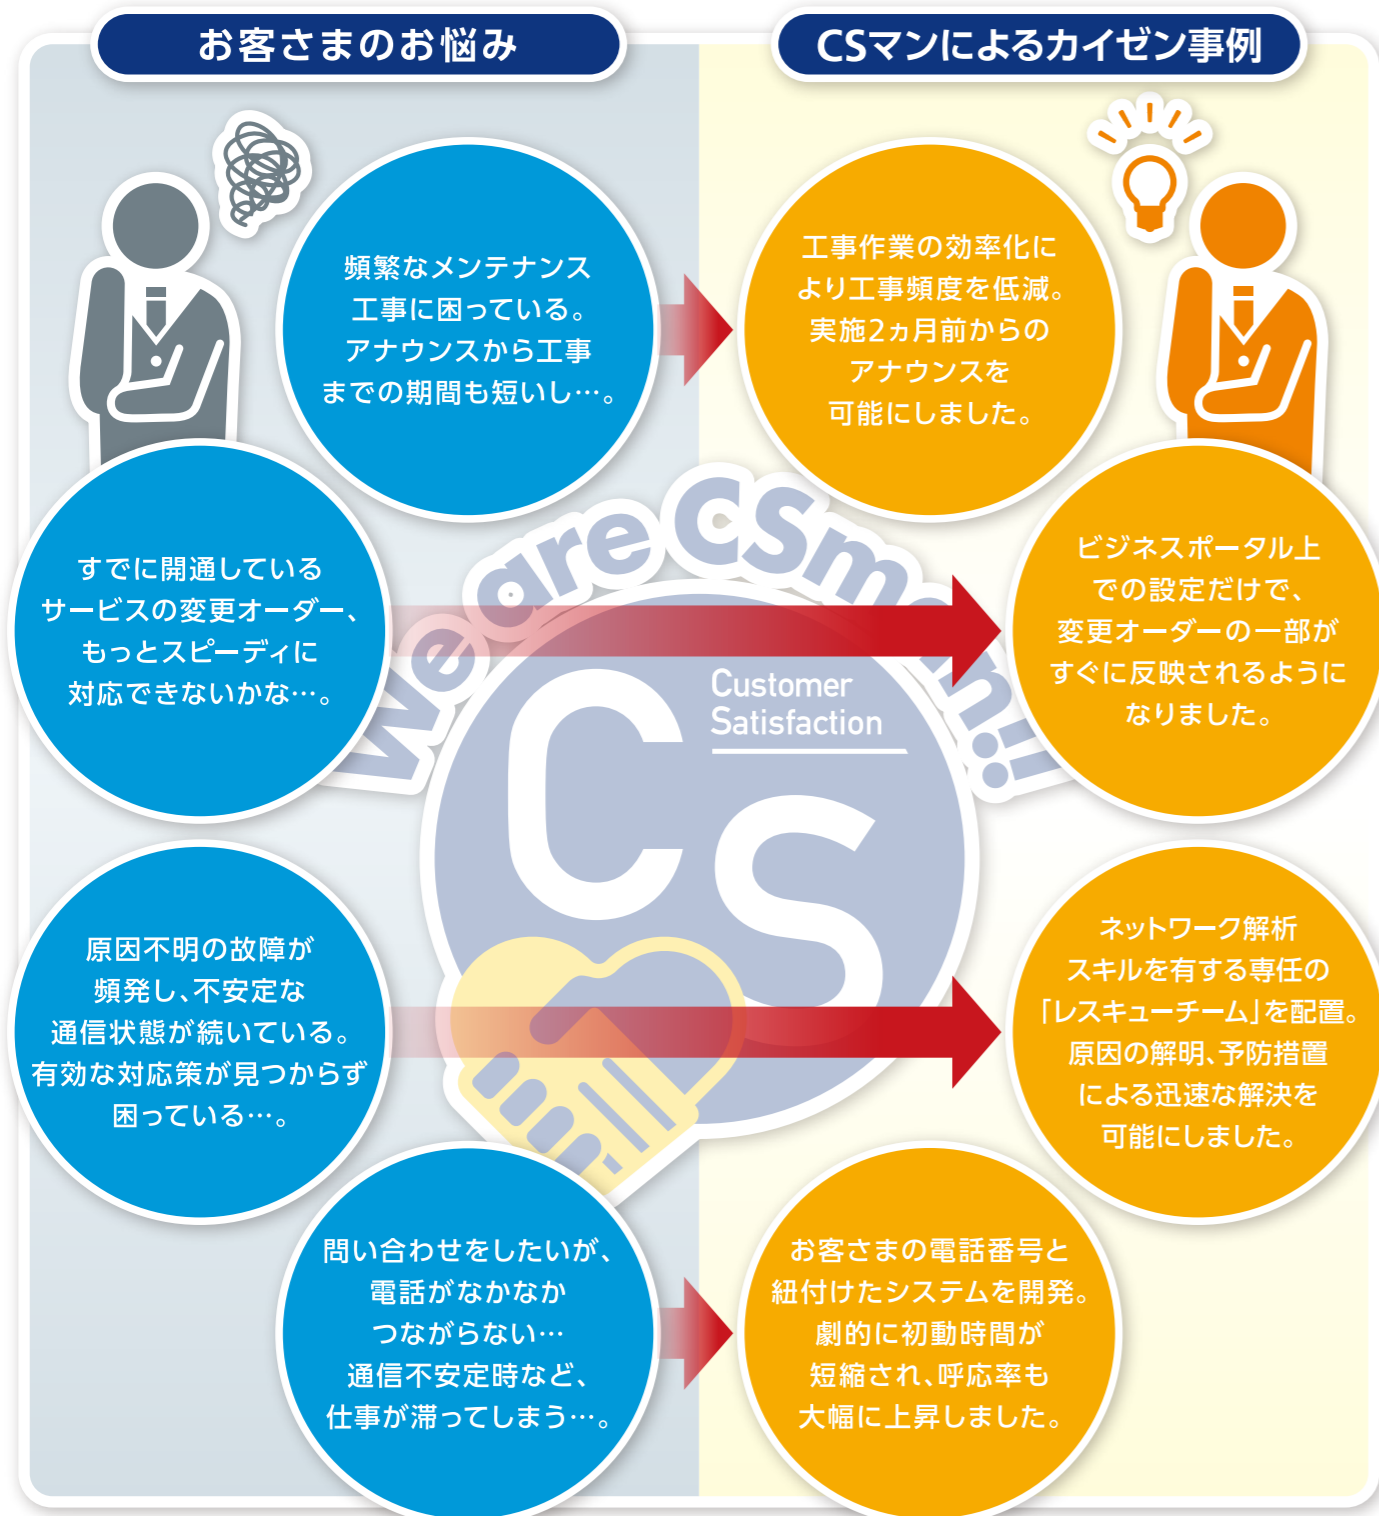 お客さまのお悩み
CSマンによるカイゼン事例
頻繁なメンテナンス
工事に困っている。
アナウンスから工事
までの期間も短いし…。
工事作業の効率化に
より工事頻度を低減。
実施2ヵ月前からの
アナウンスを
可能にしました。
すでに開通している
サービスの変更オーダー、
もっとスピーディに
対応できないかな…。
ビジネスポータル上
での設定だけで、
変更オーダーの一部が
すぐに反映されるように
なりました。
We are CSman!!
CS
Customer
Satisfaction
原因不明の故障が
頻発し、不安定な
通信状態が続いている。
有効な対応策が見つからず
困っている…。
ネットワーク解析
スキルを有する専任の
「レスキューチーム」を配置。
原因の解明、予防措置
による迅速な解決を
可能にしました。
問い合わせをしたいが、
電話がなかなか
つながらない…
通信不安定時など、
仕事が滞ってしまう…。
お客さまの電話番号と
紐付けたシステムを開発。
劇的に初動時間が
短縮され、呼応率も
大幅に上昇しました。